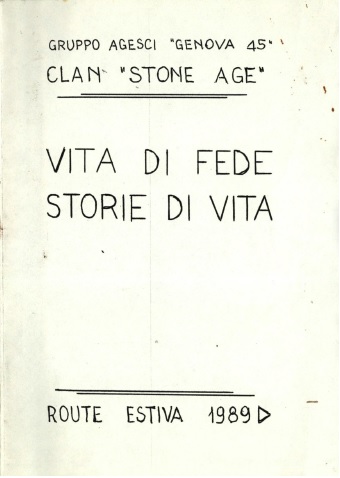 GRUPPO AGESCI "GENOVA 45"
CLAN "STONE AGE"
VITA DI FEDE
STORIE DI VITA
ROUTE ESTIVA 1989 ▷